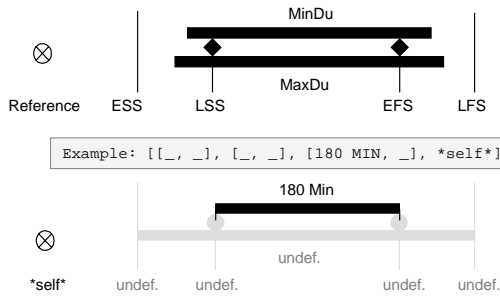 MinDu
MaxDu
Reference ESS LSS EFS LFS
Example: [[_, _], [_, _], [180 MIN, _], *self*]
180 Min
undef.
*self* undef. undef. undef. undef.